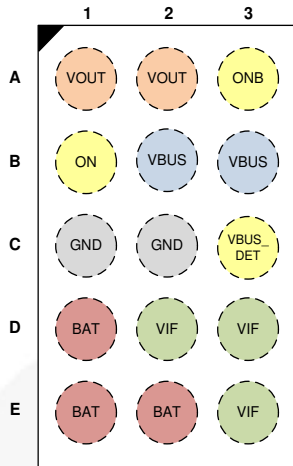 1 2 3
A VOUT VOUT ONB
B ON VBUS VBUS
C GND GND VBUS_
DET
D BAT VIF VIF
E BAT BAT VIF